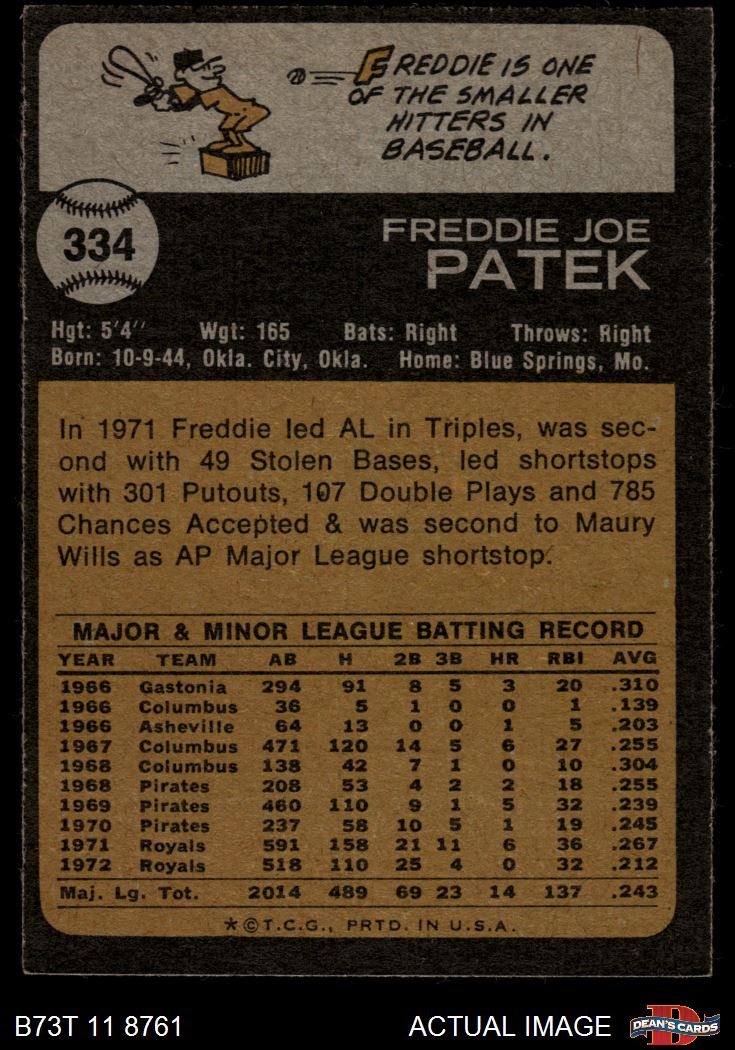 FREDDIE IS ONE
OF THE SMALLER
HITTERS IN
BASEBALL.
334
FREDDIE JOE
PATEK
Hgt: 5'4" Wgt: 165 Bats: Right Throws: Right
Born: 10-9-44, Okla. City, Okla. Home: Blue Springs, Mo.
In 1971 Freddie led AL in Triples, was sec-
ond with 49 Stolen Bases, led shortstops
with 301 Putouts, 107 Double Plays and 785
Chances Accepted & was second to Maury
Wills as AP Major League shortstop.
MAJOR & MINOR LEAGUE BATTING RECORD
YEAR TEAM AB H 2B 3B HR RBI AVG
1966 Gastonia 294 91 8 5 3 20 .310
1966 Columbus 36 5 1 0 0 1 .139
1966 Asheville 64 13 0 0 1 5 .203
1967 Columbus 471 120 14 5 6 27 .255
1968 Columbus 138 42 7 1 0 10 .304
1968 Pirates 208 53 4 2 2 18 .255
1969 Pirates 460 110 9 1 5 32 .239
1970 Pirates 237 58 10 5 1 19 .245
1971 Royals 591 158 21 11 6 36 .267
1972 Royals 518 110 25 4 0 32 .212
Maj. Lg. Tot. 2014 489 69 23 14 137 .243
*©T.C.G., PRTD. IN U.S.A.
B73T 11 8761 ACTUAL IMAGE
DEAN'S CARDS